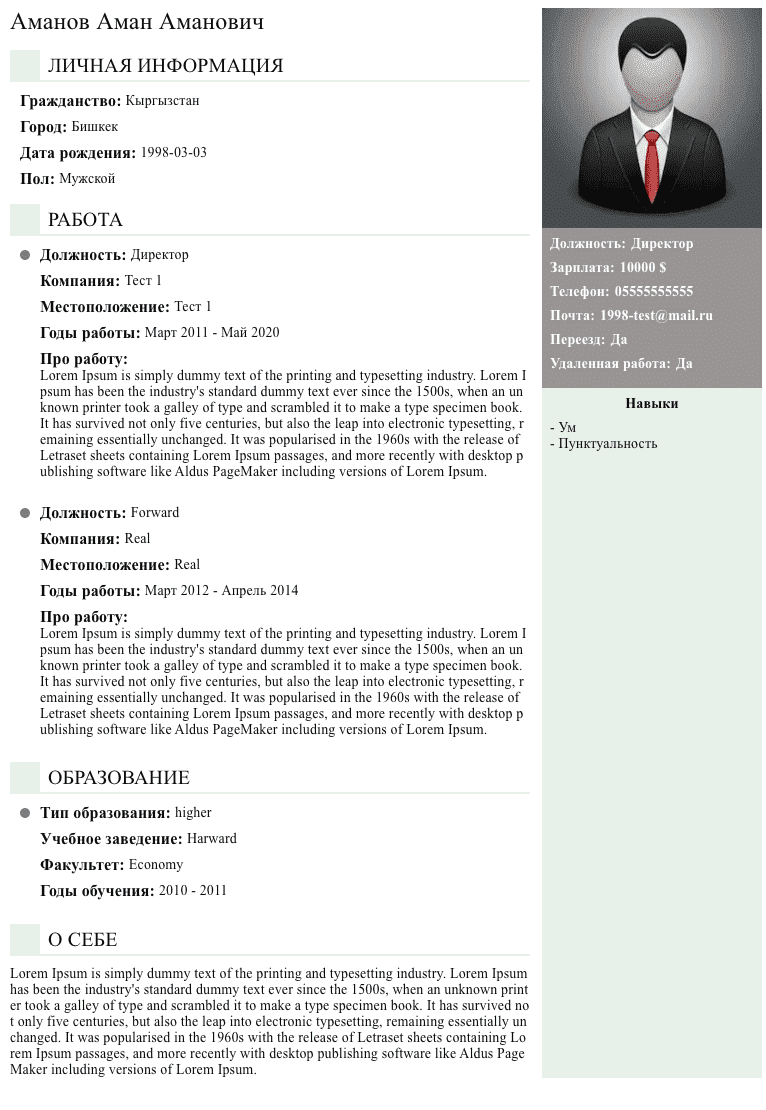 Аманов Аман Аманович
ЛИЧНАЯ ИНФОРМАЦИЯ
Гражданство: Кыргызстан
Город: Бишкек
Дата рождения: 1998-03-03
Пол: Мужской
РАБОТА
Должность: Директор
Компания: Тест 1
Местоположение: Тест 1
Годы работы: Март 2011 - Май 2020
Про работу:
Lorem Ipsum is simply dummy text of the printing and typesetting industry. Lorem I
psum has been the industry's standard dummy text ever since the 1500s, when an un
known printer took a galley of type and scrambled it to make a type specimen book.
It has survived not only five centuries, but also the leap into electronic typesetting, r
emaining essentially unchanged. It was popularised in the 1960s with the release of
Letraset sheets containing Lorem Ipsum passages, and more recently with desktop p
ublishing software like Aldus PageMaker including versions of Lorem Ipsum.
Должность: Forward
Компания: Real
Местоположение: Real
Годы работы: Март 2012 - Апрель 2014
Про работу:
Lorem Ipsum is simply dummy text of the printing and typesetting industry. Lorem I
psum has been the industry's standard dummy text ever since the 1500s, when an un
known printer took a galley of type and scrambled it to make a type specimen book.
It has survived not only five centuries, but also the leap into electronic typesetting, r
emaining essentially unchanged. It was popularised in the 1960s with the release of
Letraset sheets containing Lorem Ipsum passages, and more recently with desktop p
ublishing software like Aldus PageMaker including versions of Lorem Ipsum.
ОБРАЗОВАНИЕ
Тип образования: higher
Учебное заведение: Harward
Факультет: Economy
Годы обучения: 2010 - 2011
О СЕБЕ
Lorem Ipsum is simply dummy text of the printing and typesetting industry. Lorem Ipsum
has been the industry's standard dummy text ever since the 1500s, when an unknown print
er took a galley of type and scrambled it to make a type specimen book. It has survived no
t only five centuries, but also the leap into electronic typesetting, remaining essentially un
changed. It was popularised in the 1960s with the release of Letraset sheets containing Lo
rem Ipsum passages, and more recently with desktop publishing software like Aldus Page
Maker including versions of Lorem Ipsum.
Должность: Директор
Зарплата: 10000 $
Телефон: 05555555555
Почта: 1998-test@mail.ru
Переезд: Да
Удаленная работа: Да
Навыки
- Ум
- Пунктуальность